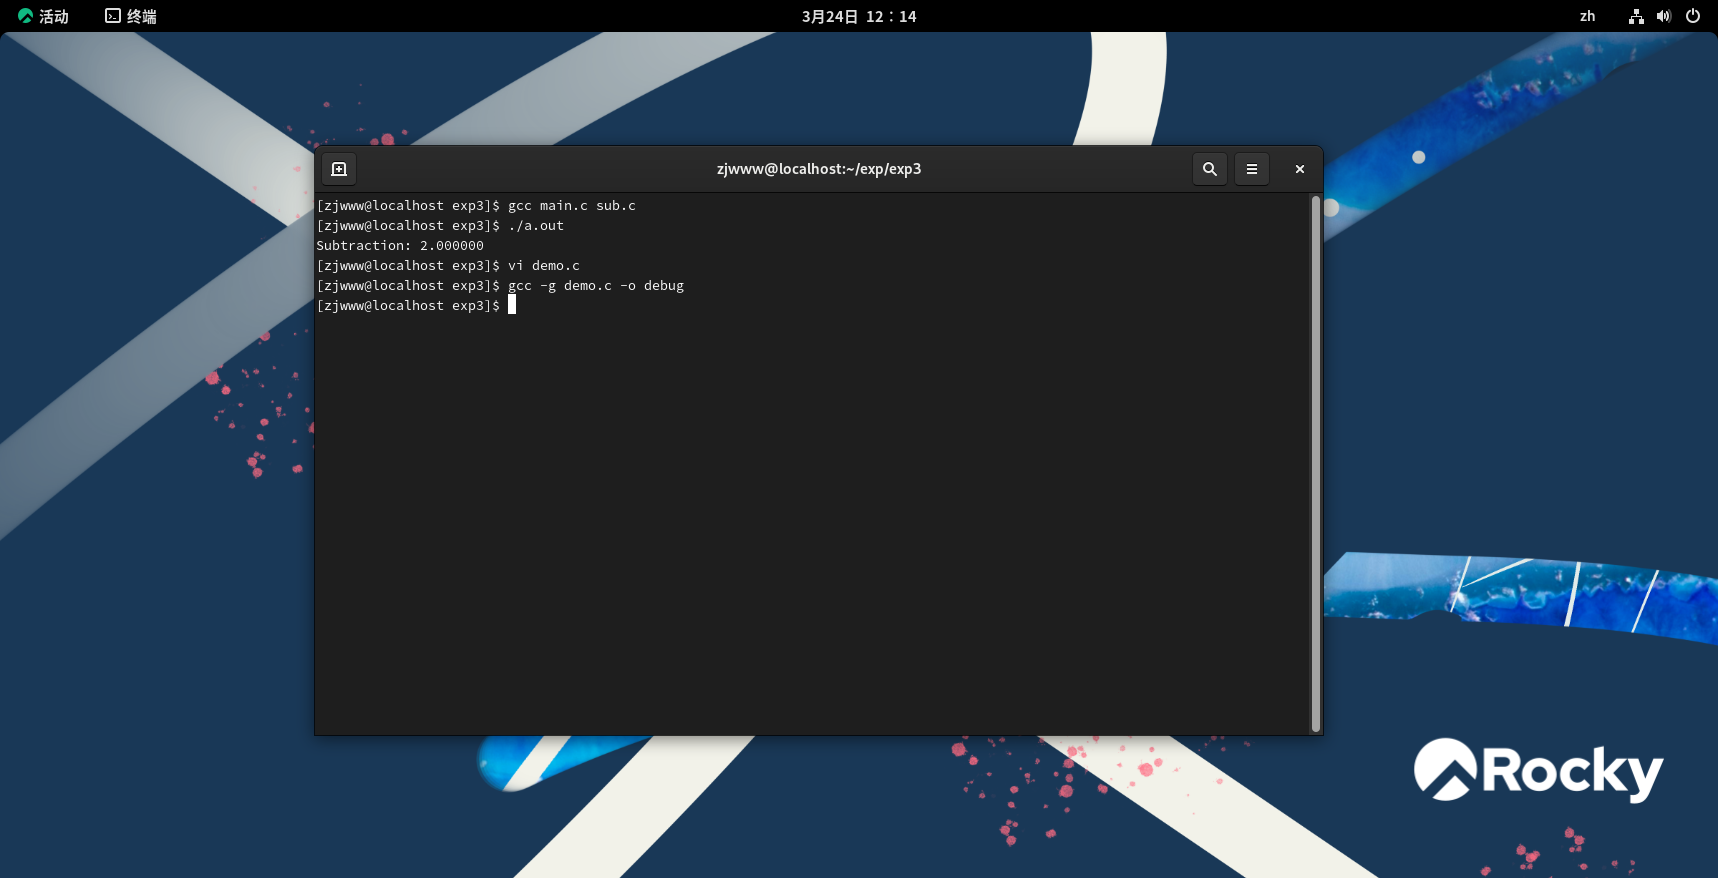 活动 终端 3月24日 12：14 zh
zjwww@localhost:~/exp/exp3
[zjwww@localhost exp3]$ gcc main.c sub.c
[zjwww@localhost exp3]$ ./a.out
Subtraction: 2.000000
[zjwww@localhost exp3]$ vi demo.c
[zjwww@localhost exp3]$ gcc -g demo.c -o debug
[zjwww@localhost exp3]$
Rocky